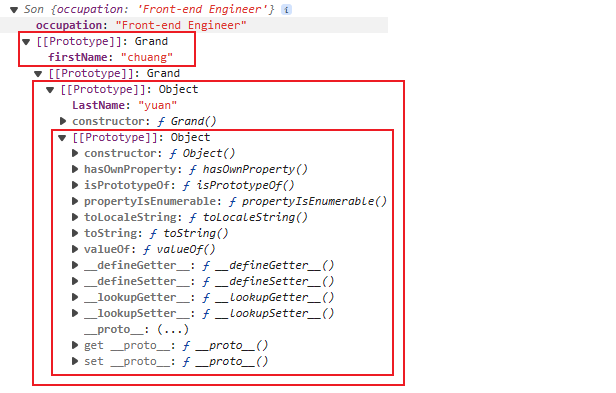 Son {occupation: 'Front-end Engineer'} i
occupation: "Front-end Engineer"
[[Prototype]]: Grand
firstName: "chuang"
[[Prototype]]: Grand
[[Prototype]]: Object
LastName: "yuan"
constructor: ƒ Grand()
[[Prototype]]: Object
constructor: ƒ Object()
hasOwnProperty: ƒ hasOwnProperty()
isPrototypeOf: ƒ isPrototypeOf()
propertyIsEnumerable: ƒ propertyIsEnumerable()
toLocaleString: ƒ toLocaleString()
toString: ƒ toString()
valueOf: ƒ valueOf()
__defineGetter__: ƒ __defineGetter__()
__defineSetter__: ƒ __defineSetter__()
__lookupGetter__: ƒ __lookupGetter__()
__lookupSetter__: ƒ __lookupSetter__()
__proto__: (...)
get __proto__: ƒ __proto__()
set __proto__: ƒ __proto__()